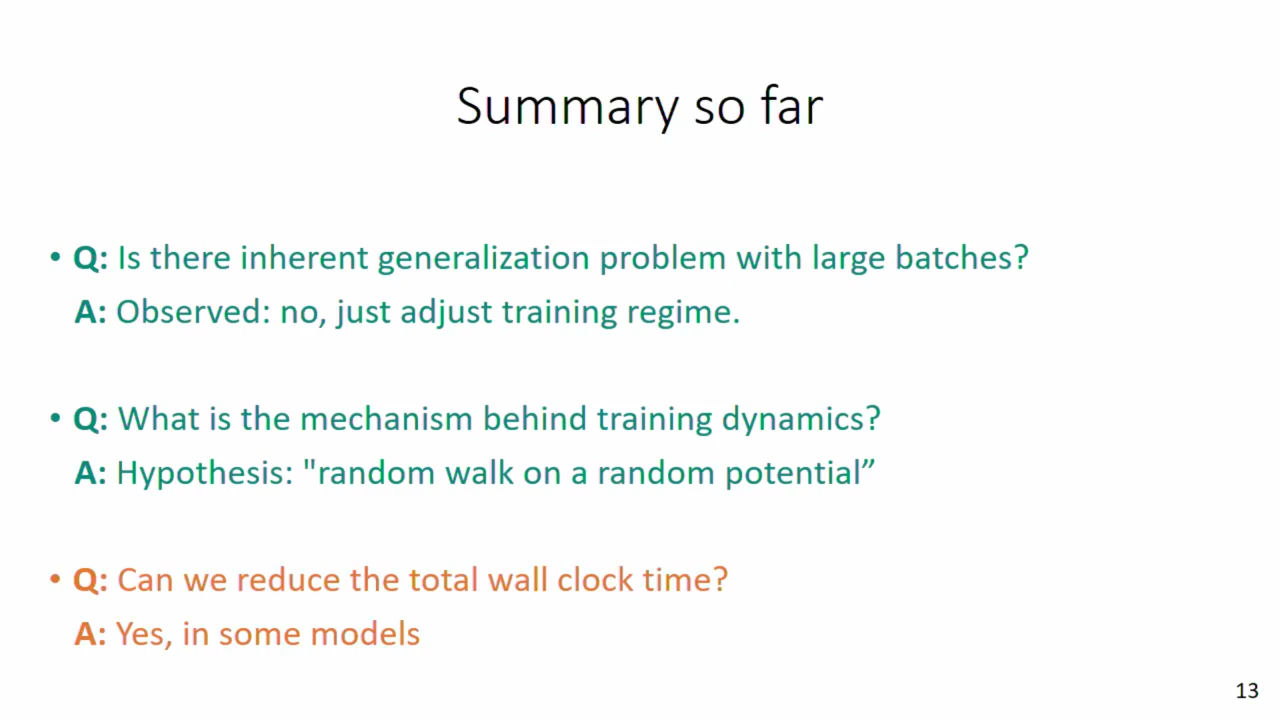 Summary so far
• Q: Is there inherent generalization problem with large batches?
A: Observed: no, just adjust training regime.
• Q: What is the mechanism behind training dynamics?
A: Hypothesis: "random walk on a random potential”
• Q: Can we reduce the total wall clock time?
A: Yes, in some models
13